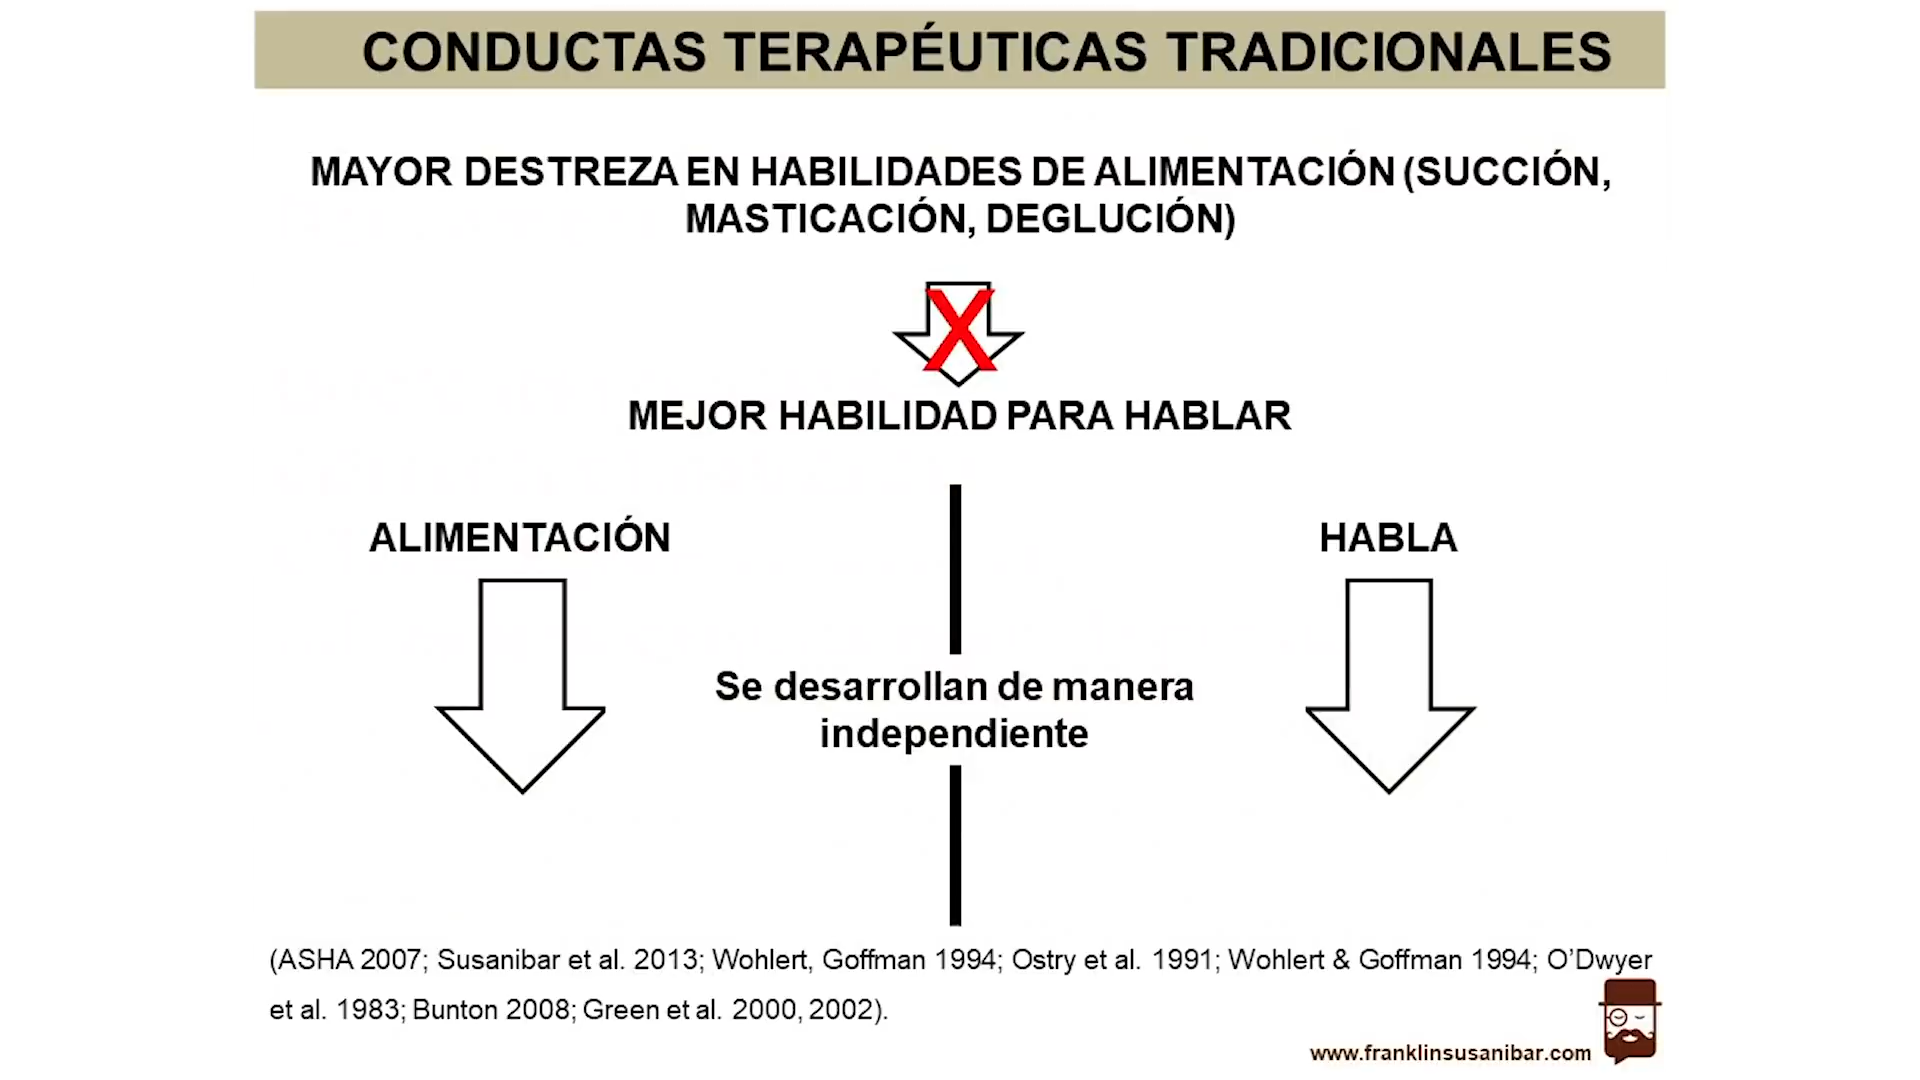 CONDUCTAS TERAPÉUTICAS TRADICIONALES
MAYOR DESTREZA EN HABILIDADES DE ALIMENTACIÓN (SUCCIÓN,
MASTICACIÓN, DEGLUCIÓN)
X
MEJOR HABILIDAD PARA HABLAR
ALIMENTACIÓN
HABLA
Se desarrollan de manera
independiente
(ASHA 2007; Susanibar et al. 2013; Wohlert, Goffman 1994; Ostry et al. 1991; Wohlert & Goffman 1994; O’Dwyer
et al. 1983; Bunton 2008; Green et al. 2000, 2002).
www.franklinsusanibar.com